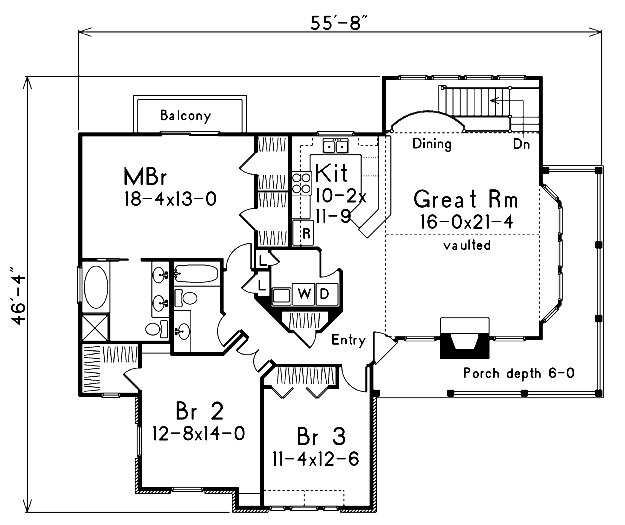 55'-8"
Balcony
Dining
Dn
MBr
18-4x13-0
Kit
10-2x
11-9
Great Rm
16-0x21-4
vaulted
R
L
L
W D
46'-4"
Entry
Porch depth 6-0
Br 2
12-8x14-0
Br 3
11-4x12-6